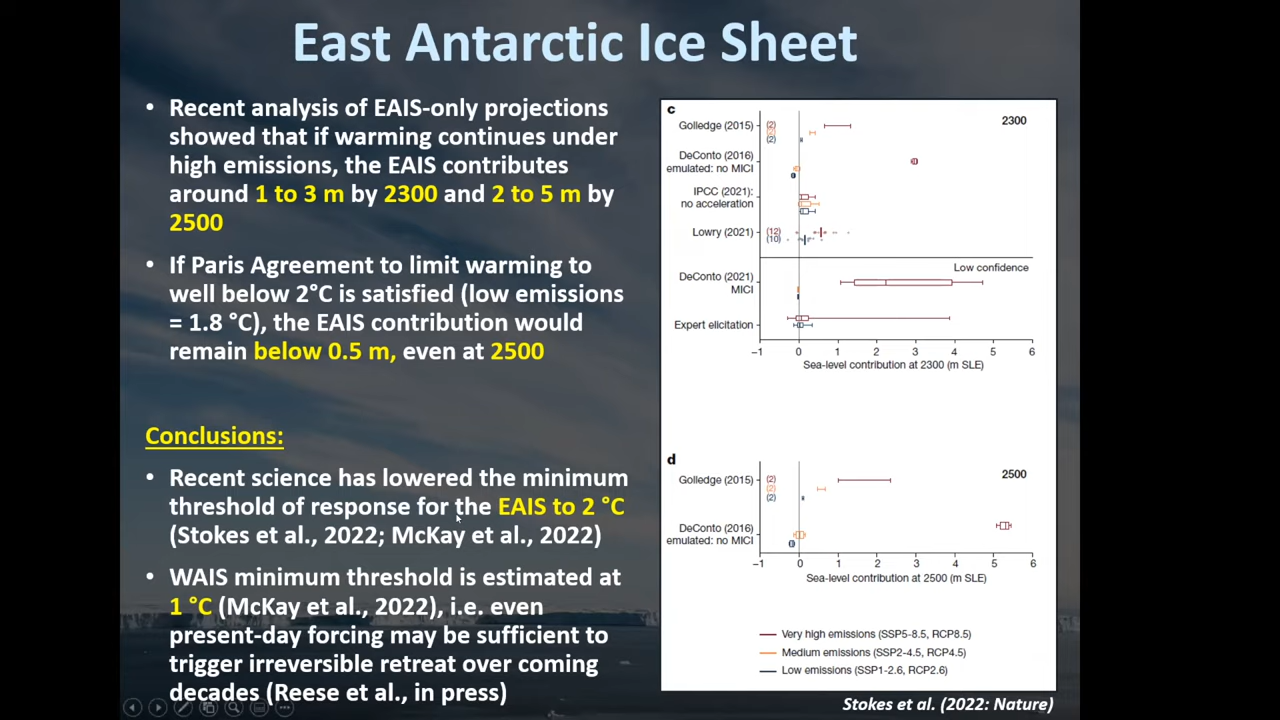 East Antarctic Ice Sheet
• Recent analysis of EAIS-only projections
showed that if warming continues under
high emissions, the EAIS contributes
around 1 to 3 m by 2300 and 2 to 5 m by
2500
• If Paris Agreement to limit warming to
well below 2°C is satisfied (low emissions
= 1.8 °C), the EAIS contribution would
remain below 0.5 m, even at 2500
Conclusions:
• Recent science has lowered the minimum
threshold of response for the EAIS to 2 °C
(Stokes et al., 2022; McKay et al., 2022)
• WAIS minimum threshold is estimated at
1 °C (McKay et al., 2022), i.e. even
present-day forcing may be sufficient to
trigger irreversible retreat over coming
decades (Reese et al., in press)
c
2300
Golledge (2015)
(2)
(2)
(2)
DeConto (2016)
emulated: no MICI
IPCC (2021):
no acceleration
Lowry (2021)
(12)
(10)
Low confidence
DeConto (2021)
MICI
Expert elicitation
−1 0 1 2 3 4 5 6
Sea-level contribution at 2300 (m SLE)
d
2500
Golledge (2015)
(2)
(2)
(2)
DeConto (2016)
emulated: no MICI
−1 0 1 2 3 4 5 6
Sea-level contribution at 2500 (m SLE)
Very high emissions (SSP5-8.5, RCP8.5)
Medium emissions (SSP2-4.5, RCP4.5)
Low emissions (SSP1-2.6, RCP2.6)
Stokes et al. (2022: Nature)